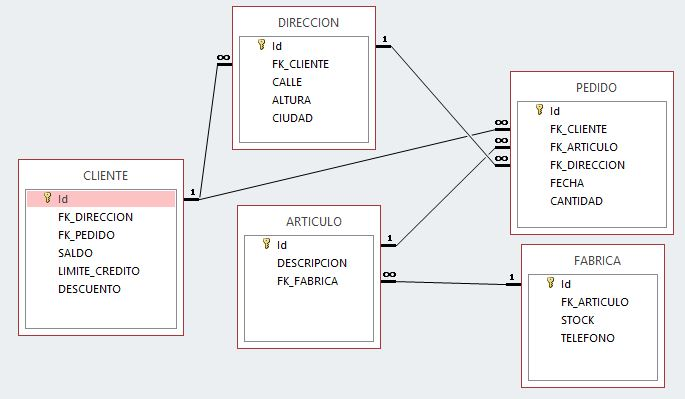 DIRECCION
Id
FK_CLIENTE
CALLE
ALTURA
CIUDAD
1
∞
PEDIDO
Id
FK_CLIENTE
FK_ARTICULO
FK_DIRECCION
FECHA
CANTIDAD
∞
∞
∞
CLIENTE
Id
FK_DIRECCION
FK_PEDIDO
SALDO
LIMITE_CREDITO
DESCUENTO
1
ARTICULO
Id
DESCRIPCION
FK_FABRICA
1
∞
FABRICA
Id
FK_ARTICULO
STOCK
TELEFONO
1